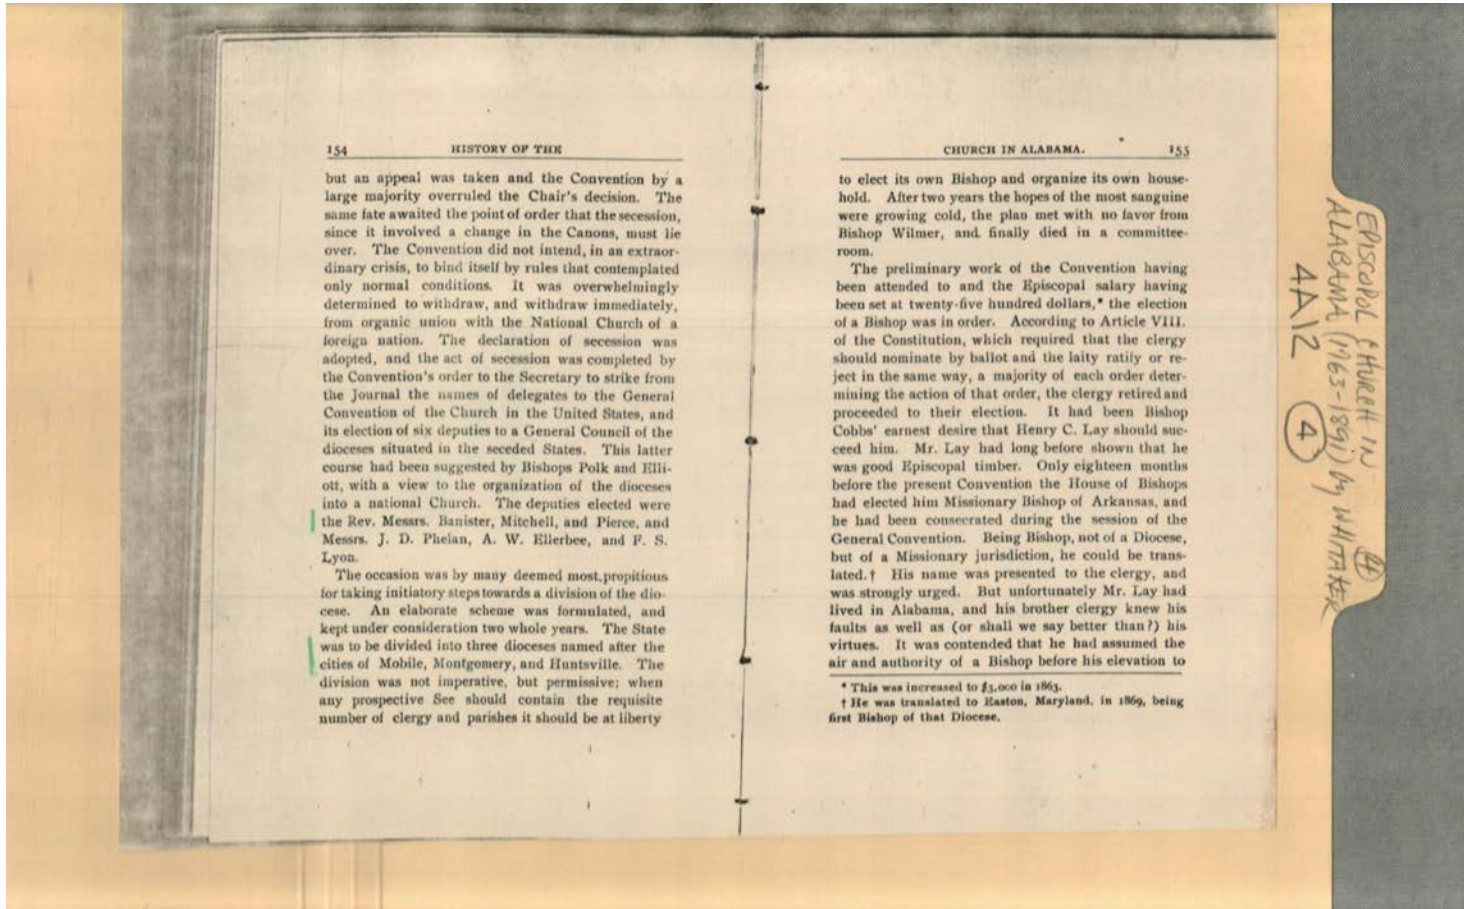 154 HISTORY OF THE
but an appeal was taken and the Convention by a
large majority overruled the Chair's decision. The
same fate awaited the point of order that the secession,
since it involved a change in the Canons, must lie
over. The Convention did not intend, in an extraor-
dinary crisis, to bind itself by rules that contemplated
only normal conditions. It was overwhelmingly
determined to withdraw, and withdraw immediately,
from organic union with the National Church of a
foreign nation. The declaration of secession was
adopted, and the act of secession was completed by
the Convention's order to the Secretary to strike from
the Journal the names of delegates to the General
Convention of the Church in the United States, and
its election of six deputies to a General Council of the
dioceses situated in the seceded States. This latter
course had been suggested by Bishops Polk and Elli-
ott, with a view to the organization of the dioceses
into a national Church. The deputies elected were
the Rev. Messrs. Banister, Mitchell, and Pierce, and
Messrs. J. D. Phelan, A. W. Ellerbee, and F. S.
Lyon.
The occasion was by many deemed most propitious
for taking initiatory steps towards a division of the dio-
cese. An elaborate scheme was formulated, and
kept under consideration two whole years. The State
was to be divided into three dioceses named after the
cities of Mobile, Montgomery, and Huntsville. The
division was not imperative, but permissive; when
any prospective See should contain the requisite
number of clergy and parishes it should be at liberty
CHURCH IN ALABAMA. 155
to elect its own Bishop and organize its own house-
hold. After two years the hopes of the most sanguine
were growing cold, the plan met with no favor from
Bishop Wilmer, and finally died in a committee-
room.
The preliminary work of the Convention having
been attended to and the Episcopal salary having
been set at twenty-five hundred dollars,* the election
of a Bishop was in order. According to Article VIII.
of the Constitution, which required that the clergy
should nominate by ballot and the laity ratify or re-
ject in the same way, a majority of each order deter-
mining the action of that order, the clergy retired and
proceeded to their election. It had been Bishop
Cobbs' earnest desire that Henry C. Lay should suc-
ceed him. Mr. Lay had long before shown that he
was good Episcopal timber. Only eighteen months
before the present Convention the House of Bishops
had elected him Missionary Bishop of Arkansas, and
he had been consecrated during the session of the
General Convention. Being Bishop, not of a Diocese,
but of a Missionary jurisdiction, he could be trans-
lated.† His name was presented to the clergy, and
was strongly urged. But unfortunately Mr. Lay had
lived in Alabama, and his brother clergy knew his
faults as well as (or shall we say better than?) his
virtues. It was contended that he had assumed the
air and authority of a Bishop before his elevation to
* This was increased to $3,000 in 1863.
† He was translated to Easton, Maryland, in 1869, being
first Bishop of that Diocese.
EPISCOPAL CHURCH IN
ALABAMA (1763-1891) by WHITAKER
4A12 4